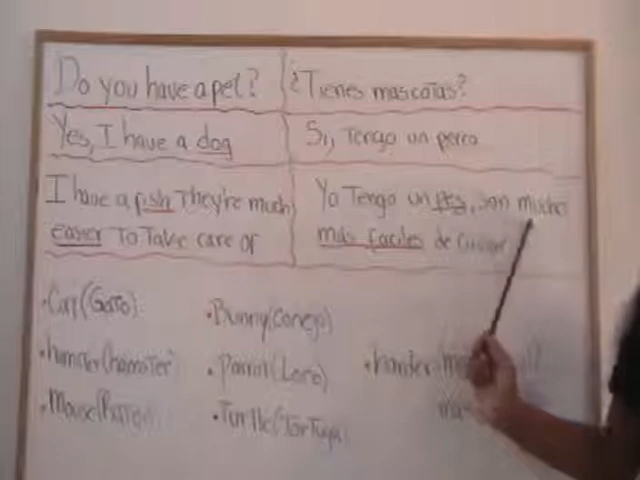 Do you have a pet? ¿Tienes mascotas?
Yes, I have a dog Si, Tengo un perro
I have a fish They're much Yo Tengo un pez, son mucho
easier To Take care of más faciles de cuidar
• Cat (Gato) • Bunny (conejo)
• hamster (hamster) • Parrot (Loro) • harder
• Mouse (Raton) • Turtle (Tortuga)